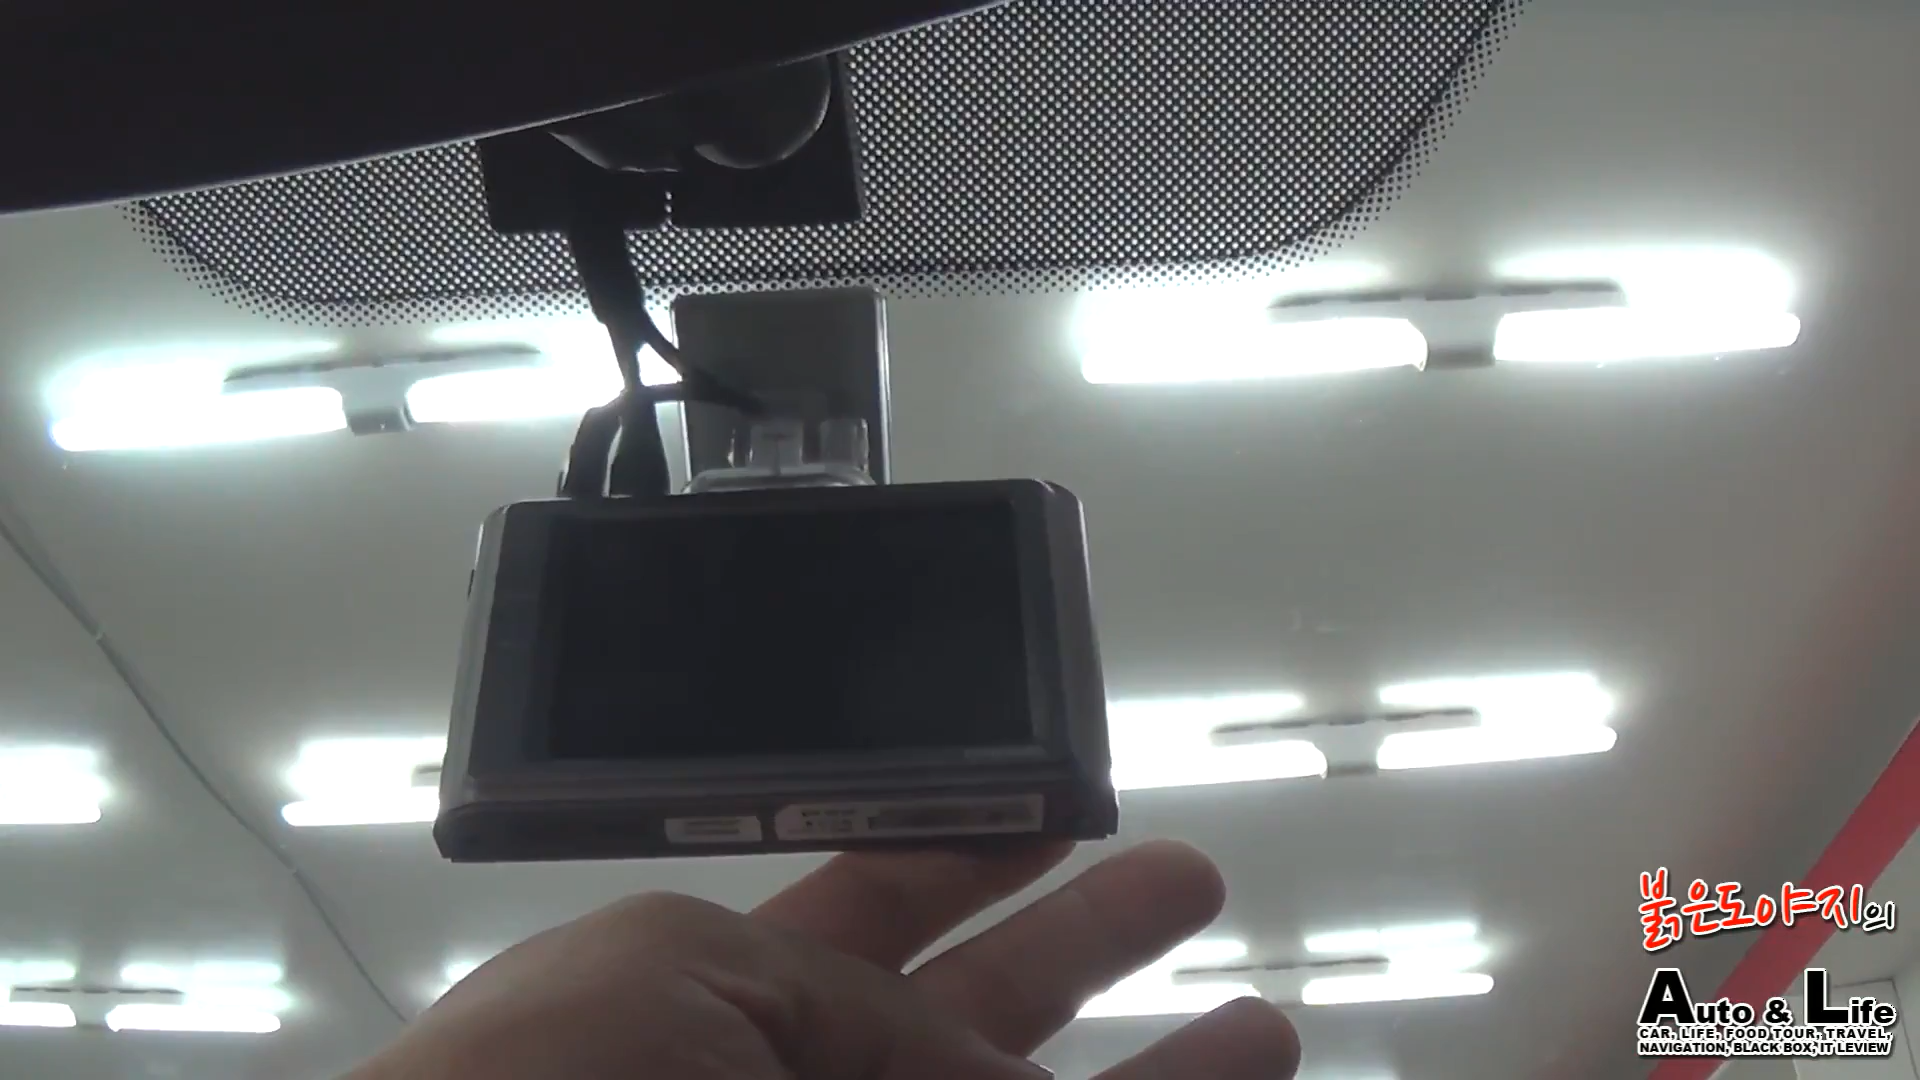 붉은도야지의
Auto & Life
CAR, LIFE, FOOD TOUR, TRAVEL,
NAVIGATION, BLACK BOX, IT LEVIEW